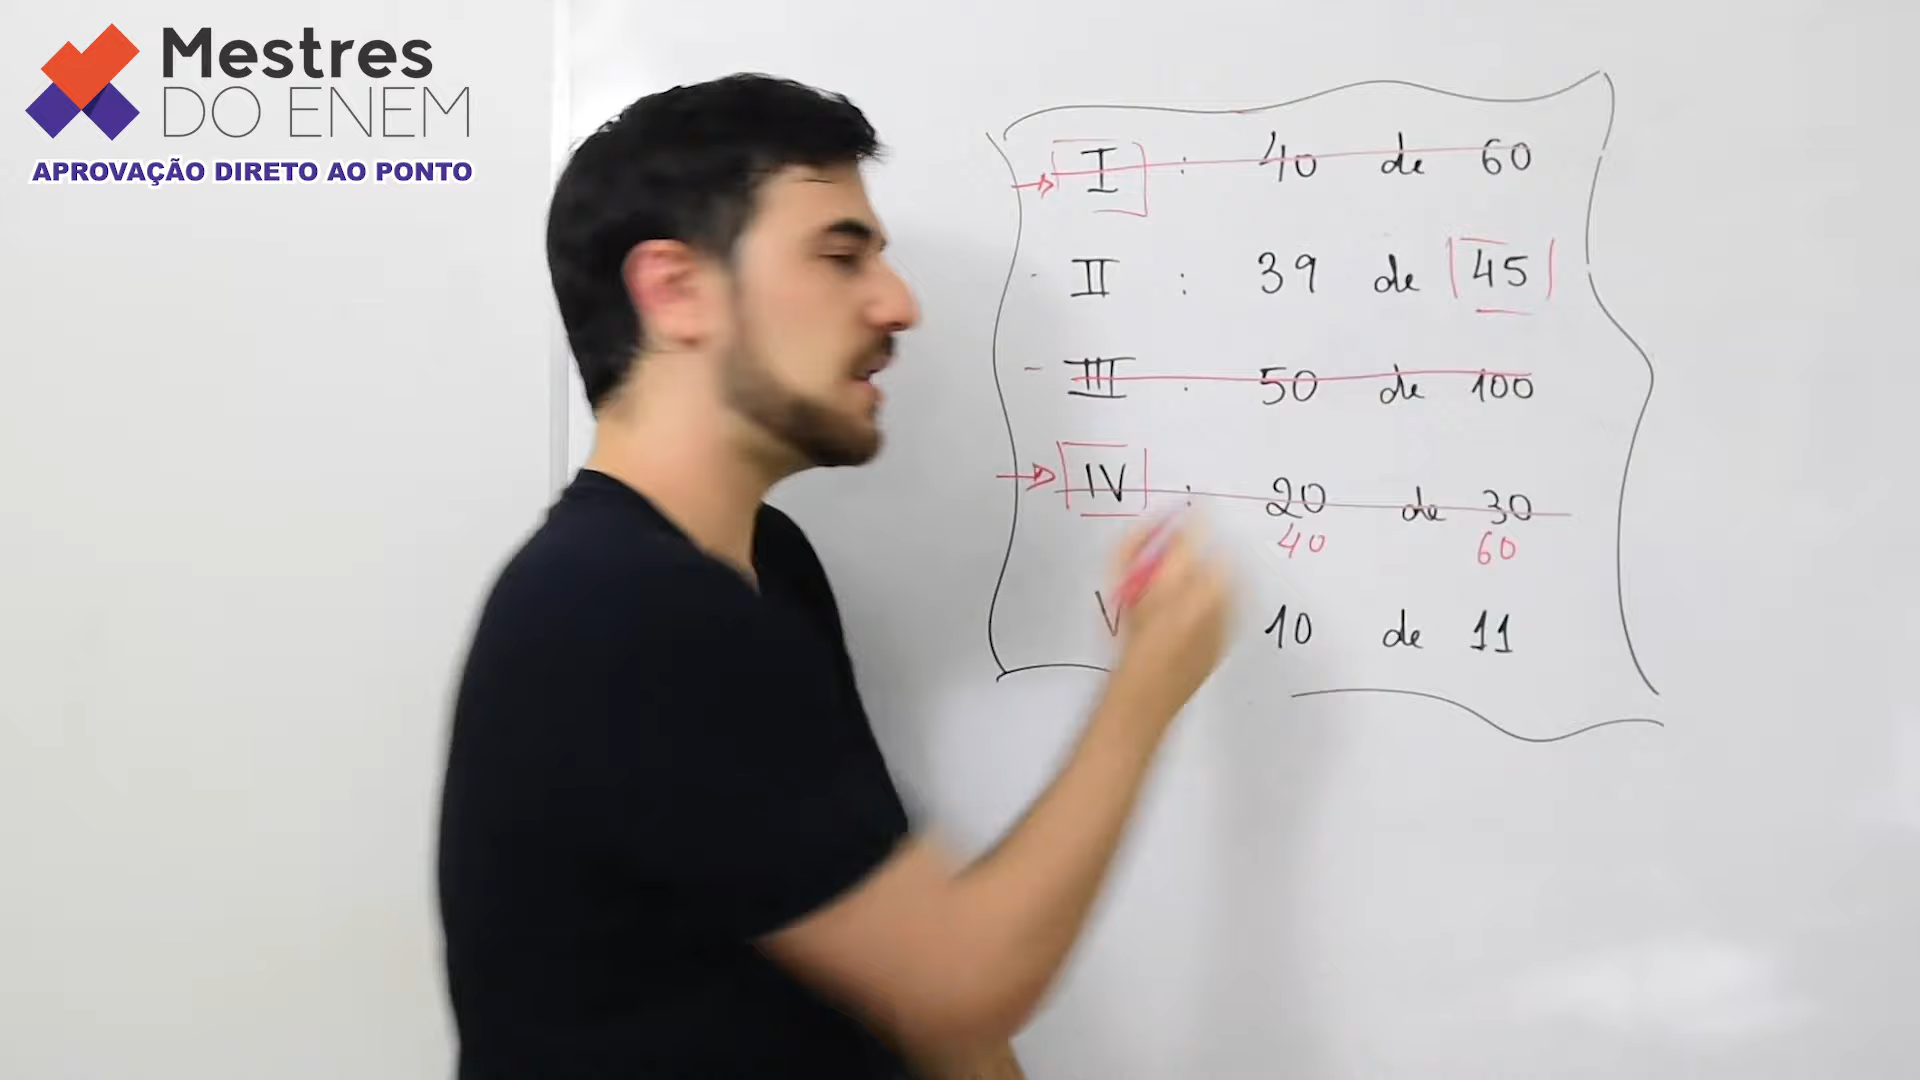 Mestres
DO ENEM
APROVAÇÃO DIRETO AO PONTO
I : 40 de 60
II : 39 de 45
III : 50 de 100
IV : 20 de 30
40 60
V 10 de 11